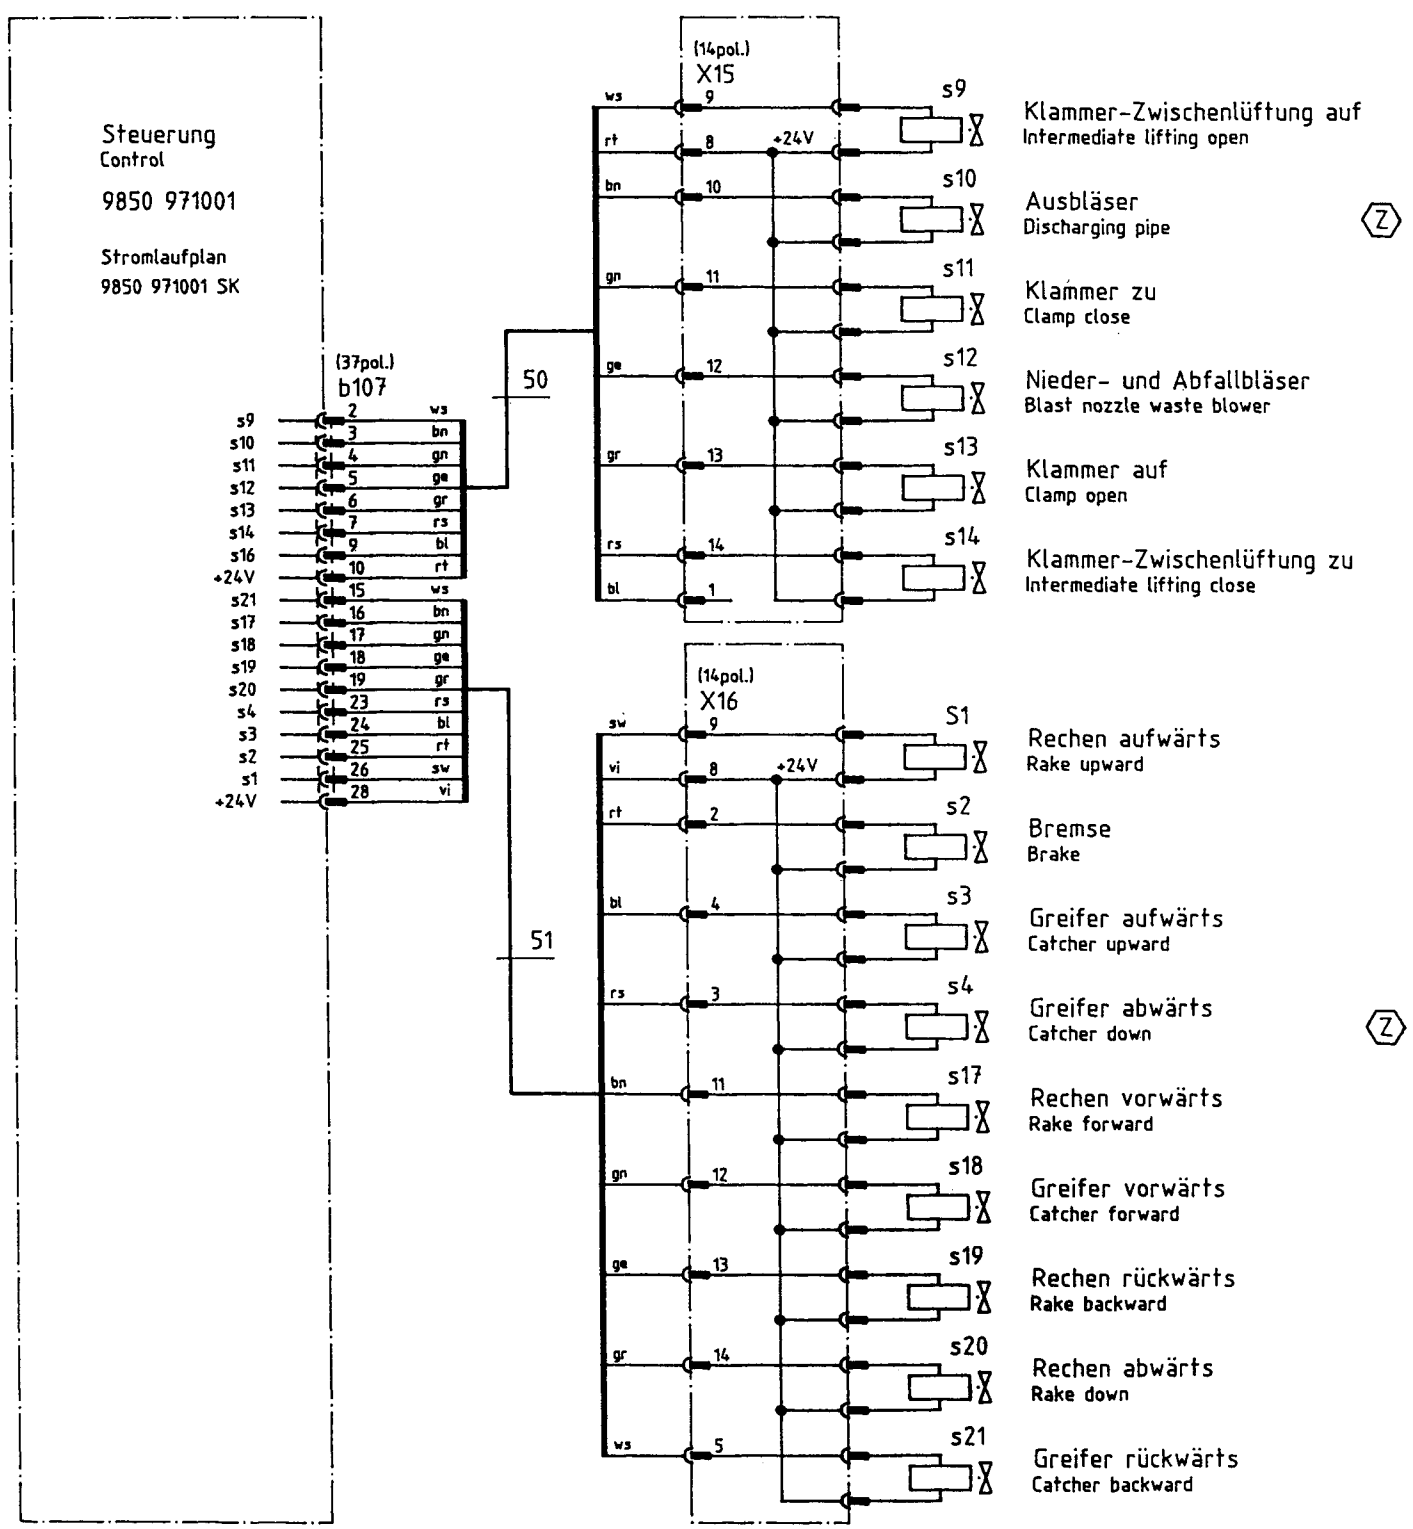 Steuerung
Control
9850 971001
Stromlaufplan
9850 971001 SK
(37pol.)
b107
s9 2 ws
s10 3 bn
s11 4 gn
s12 5 ge
s13 6 gr
s14 7 rs
s16 9 bl
+24V 10 rt
s21 15 ws
s17 16 bn
s18 17 gn
s19 18 ge
s20 19 gr
s4 23 rs
s3 24 bl
s2 25 rt
s1 26 sw
+24V 28 vi
50
51
(14pol.)
X15
ws 9 s9
Klammer-Zwischenlüftung auf
Intermediate lifting open
rt 8 +24V
bn 10 s10
Ausbläser
Discharging pipe
Z
gn 11 s11
Klammer zu
Clamp close
ge 12 s12
Nieder- und Abfallbläser
Blast nozzle waste blower
gr 13 s13
Klammer auf
Clamp open
rs 14 s14
Klammer-Zwischenlüftung zu
Intermediate lifting close
bl 1
(14pol.)
X16
sw 9 S1
Rechen aufwärts
Rake upward
vi 8 +24V
rt 2 s2
Bremse
Brake
bl 4 s3
Greifer aufwärts
Catcher upward
rs 3 s4
Greifer abwärts
Catcher down
Z
bn 11 s17
Rechen vorwärts
Rake forward
gn 12 s18
Greifer vorwärts
Catcher forward
ge 13 s19
Rechen rückwärts
Rake backward
gr 14 s20
Rechen abwärts
Rake down
ws 5 s21
Greifer rückwärts
Catcher backward